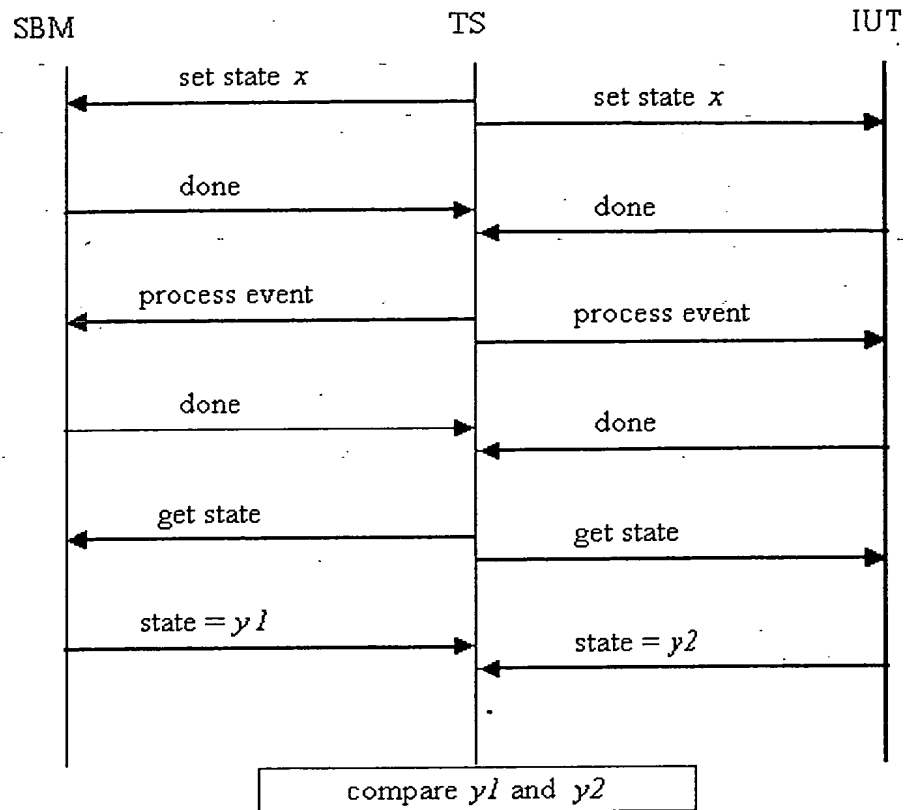 SBM TS IUT
set state x
set state x
done
done
process event
process event
done
done
get state
get state
state = y1
state = y2
compare y1 and y2